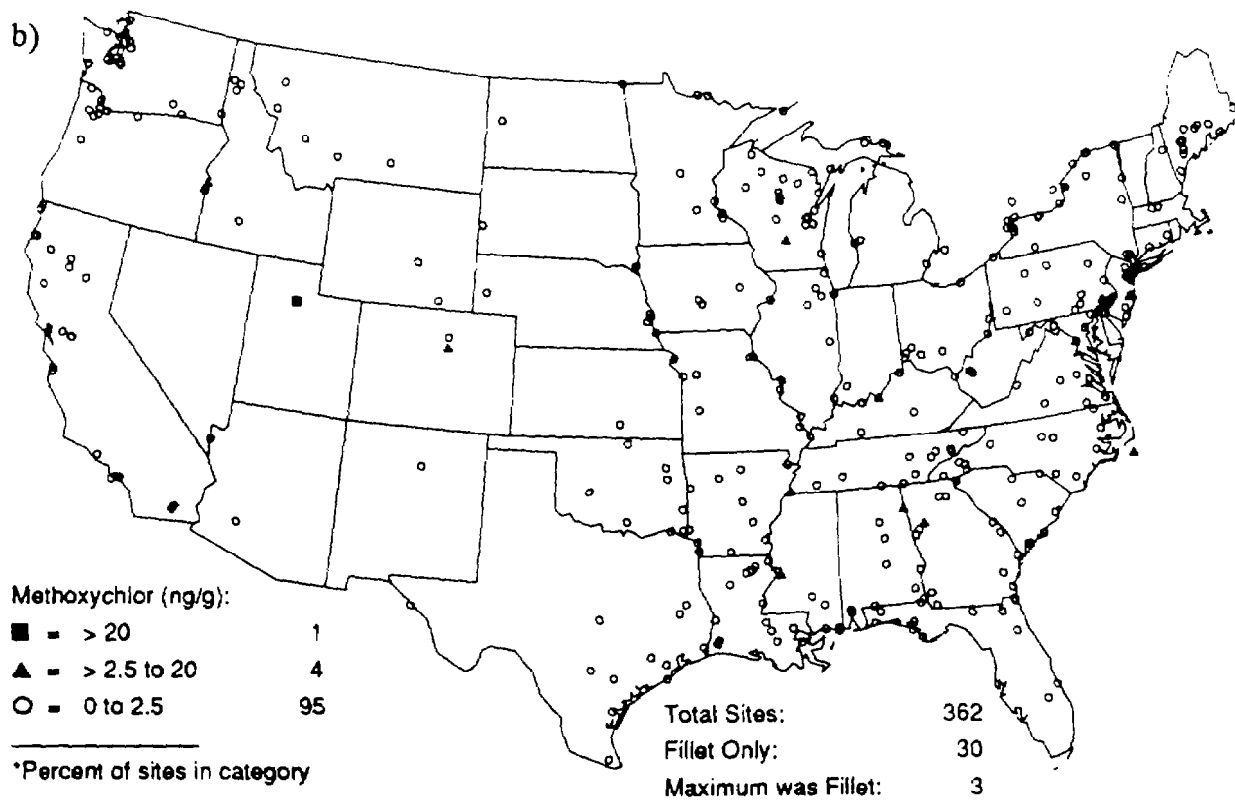 b)
Methoxychlor (ng/g):
■ = > 20 1
▲ = > 2.5 to 20 4
○ = 0 to 2.5 95
*Percent of sites in category
Total Sites: 362
Fillet Only: 30
Maximum was Fillet: 3